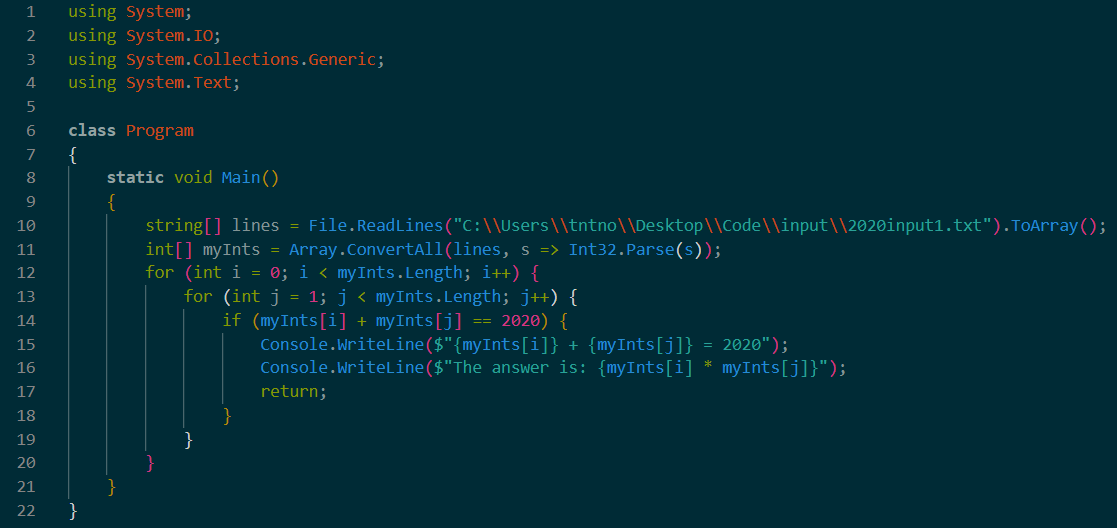 1 using System;
2 using System.IO;
3 using System.Collections.Generic;
4 using System.Text;
5
6 class Program
7 {
8     static void Main()
9     {
10         string[] lines = File.ReadLines("C:\\Users\\tntno\\Desktop\\Code\\input\\2020input1.txt").ToArray();
11         int[] myInts = Array.ConvertAll(lines, s => Int32.Parse(s));
12         for (int i = 0; i < myInts.Length; i++) {
13             for (int j = 1; j < myInts.Length; j++) {
14                 if (myInts[i] + myInts[j] == 2020) {
15                     Console.WriteLine($"{myInts[i]} + {myInts[j]} = 2020");
16                     Console.WriteLine($"The answer is: {myInts[i] * myInts[j]}");
17                     return;
18                 }
19             }
20         }
21     }
22 }